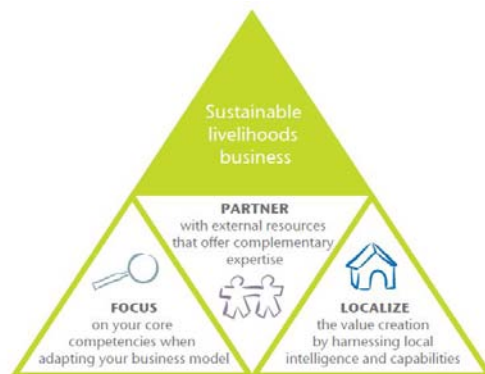 Sustainable
livelihoods
business
PARTNER
with external resources
that offer complementary
expertise
FOCUS
on your core
competencies when
adapting your business model
LOCALIZE
the value creation
by harnessing local
intelligence and capabilities